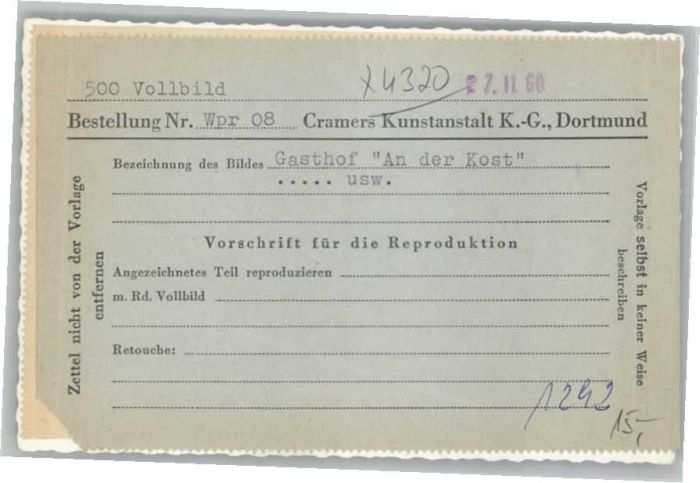 500 Vollbild
X4320 27.11.60
Bestellung Nr. Wpr 08 Cramers Kunstanstalt K.-G., Dortmund
Bezeichnung des Bildes Gasthof "An der Kost"
..... usw.
Vorschrift für die Reproduktion
Angezeichnetes Teil reproduzieren
m. Rd. Vollbild
Retouche:
Zettel nicht von der Vorlage
entfernen
Vorlage selbst in keiner Weise
beschreiben
1242
15,-